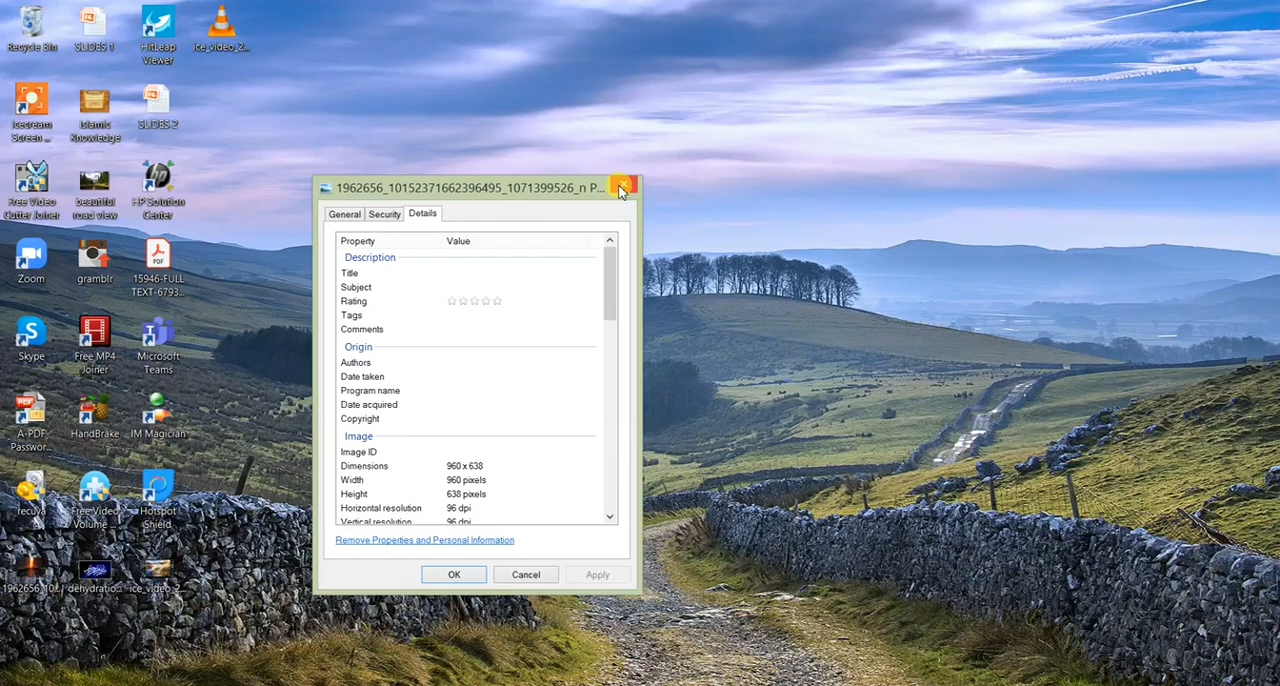 Recycle Bin
SLIDES 1
HitLeap
Viewer
ice_video_2...
Icecream
Screen ...
Islamic
Knowledge
SLIDES 2
Free Video
Cutter Joiner
beautiful
road view
HP Solution
Center
Zoom
gramblr
15946-FULL
TEXT-6793...
Skype
Free MP4
Joiner
Microsoft
Teams
A-PDF
Passwor...
HandBrake
IM Magician
recuva
Free Video
Volume ...
Hotspot
Shield
1962656_10...
dehydratio...
ice_video_2...
1962656_10152371662396495_1071399526_n P...
General
Security
Details
Property
Value
Description
Title
Subject
Rating
Tags
Comments
Origin
Authors
Date taken
Program name
Date acquired
Copyright
Image
Image ID
Dimensions
960 x 638
Width
960 pixels
Height
638 pixels
Horizontal resolution
96 dpi
Vertical resolution
96 dpi
Remove Properties and Personal Information
OK
Cancel
Apply